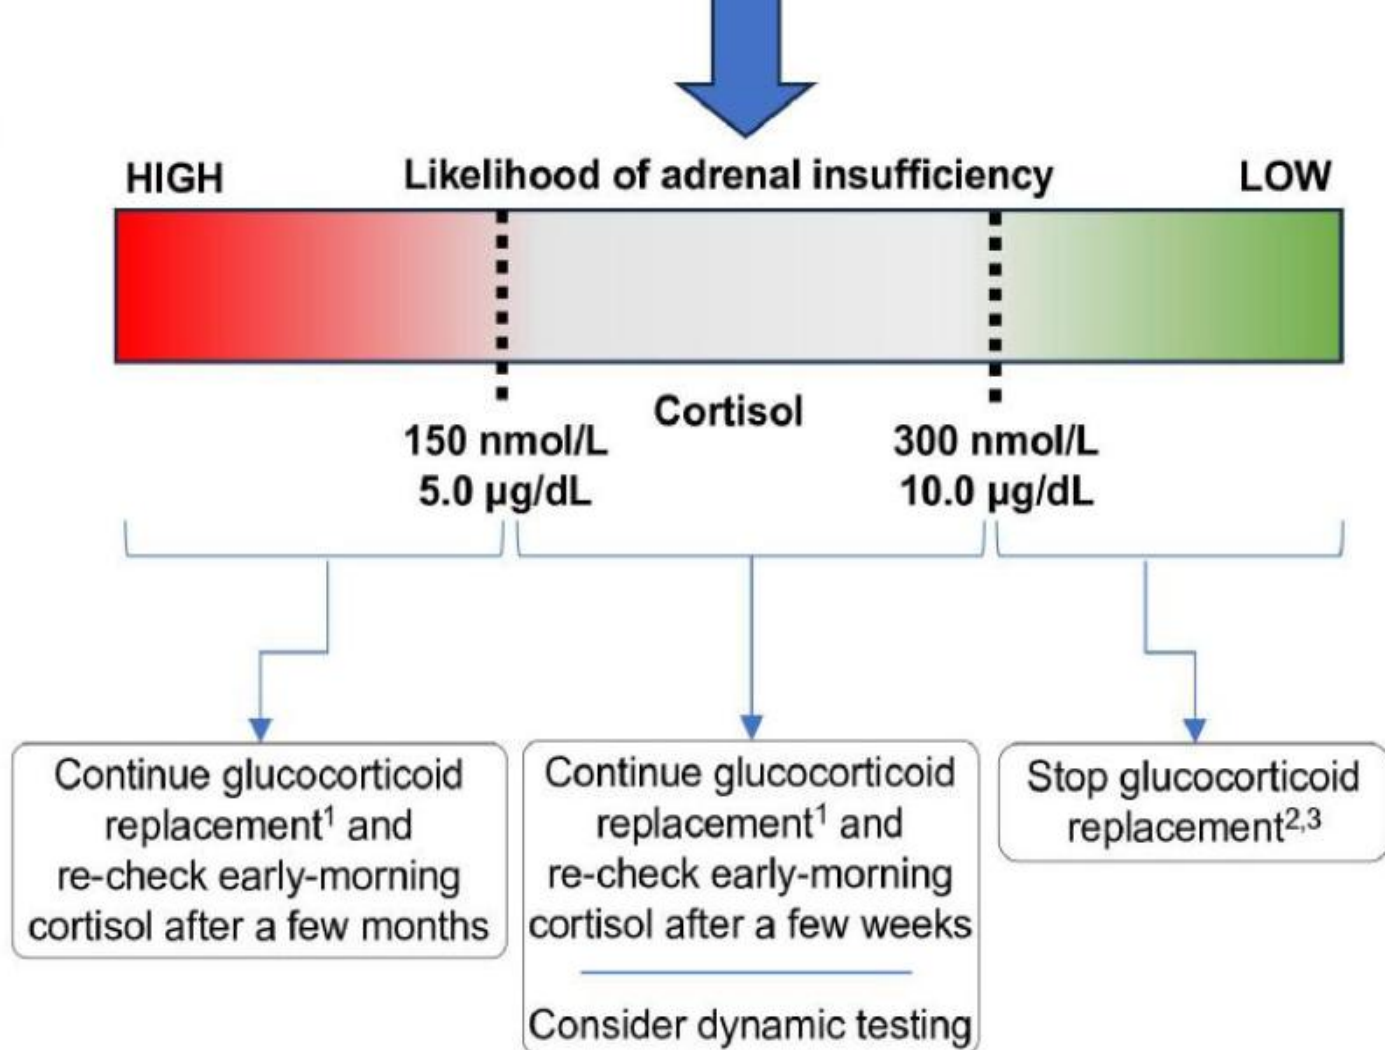 HIGH
Likelihood of adrenal insufficiency
LOW
Cortisol
150 nmol/L
5.0 µg/dL
300 nmol/L
10.0 µg/dL
Continue glucocorticoid
replacement¹ and
re-check early-morning
cortisol after a few months
Continue glucocorticoid
replacement¹ and
re-check early-morning
cortisol after a few weeks
Consider dynamic testing
Stop glucocorticoid
replacement²,³